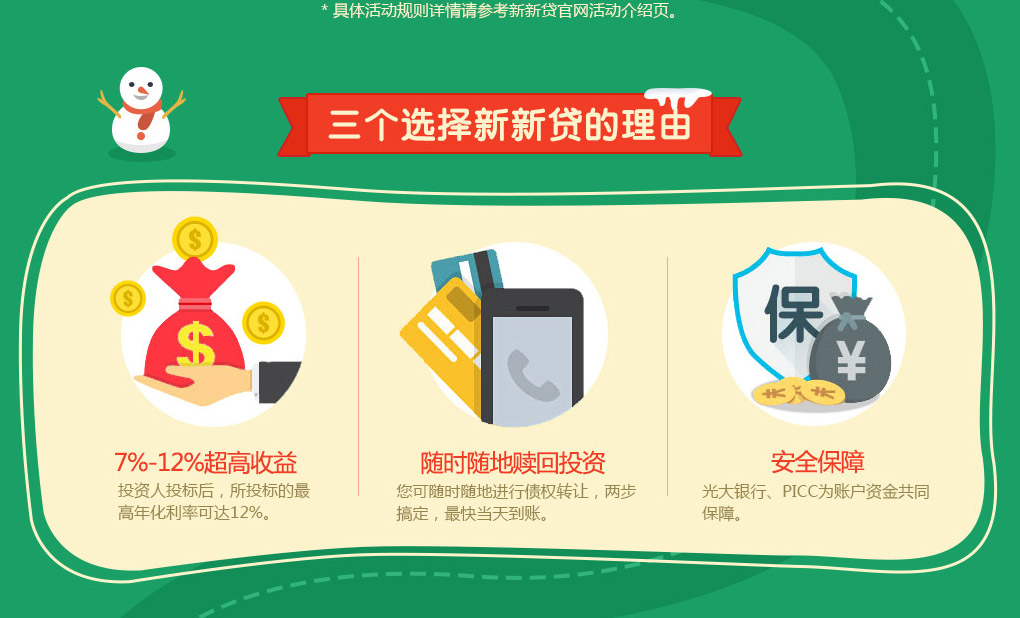 * 具体活动规则详情请参考新新贷官网活动介绍页。
三个选择新新贷的理由
$
$
$
$
保
¥
7%-12%超高收益
投资人投标后，所投标的最
高年化利率可达12%。
随时随地赎回投资
您可随时随地进行债权转让，两步
搞定，最快当天到账。
安全保障
光大银行、PICC为账户资金共同
保障。